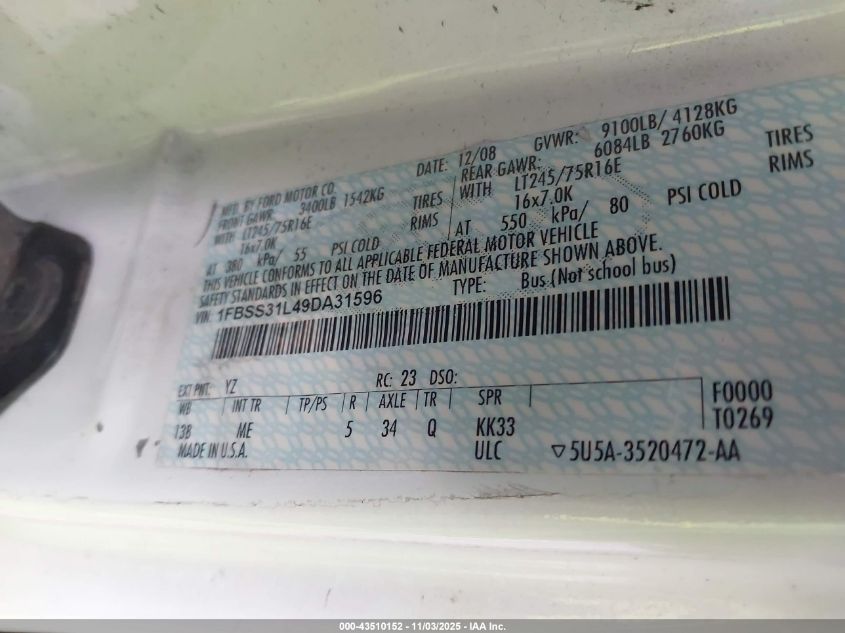 MFD. BY FORD MOTOR CO.
DATE: 12/08 GVWR: 9100LB/ 4128KG
FRONT GAWR: 3400LB 1542KG
REAR GAWR: 6084LB 2760KG
WITH LT245/75R16E TIRES
WITH LT245/75R16E TIRES
16x7.0K RIMS
16x7.0K RIMS
AT 380 kPa/ 55 PSI COLD
AT 550 kPa/ 80 PSI COLD
THIS VEHICLE CONFORMS TO ALL APPLICABLE FEDERAL MOTOR VEHICLE
SAFETY STANDARDS IN EFFECT ON THE DATE OF MANUFACTURE SHOWN ABOVE.
VIN: 1FBSS31L49DA31596
TYPE: Bus (Not school bus)
EXT PNT: YZ RC: 23 DSO:
WB INT TR TP/PS R AXLE TR SPR F0000
13B ME 5 34 Q KK33 T0269
MADE IN U.S.A. ULC ▽5U5A-3520472-AA
000-43510152 - 11/03/2025 - IAA Inc.